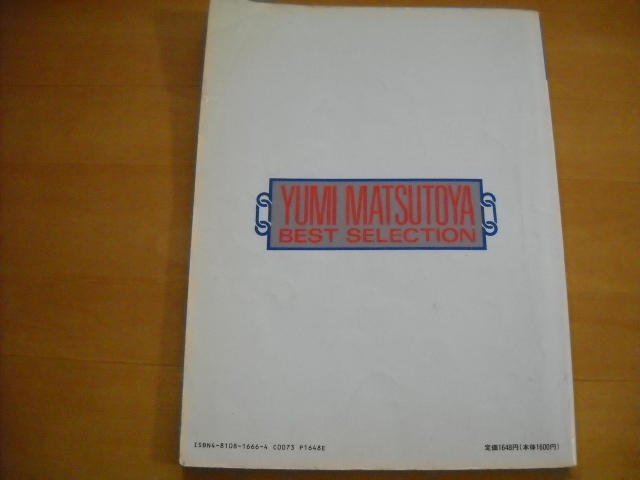 YUMI MATSUTOYA
BEST SELECTION
ISBN4-8108-1666-4 C0073 P1648E
定価1648円(本体1600円)